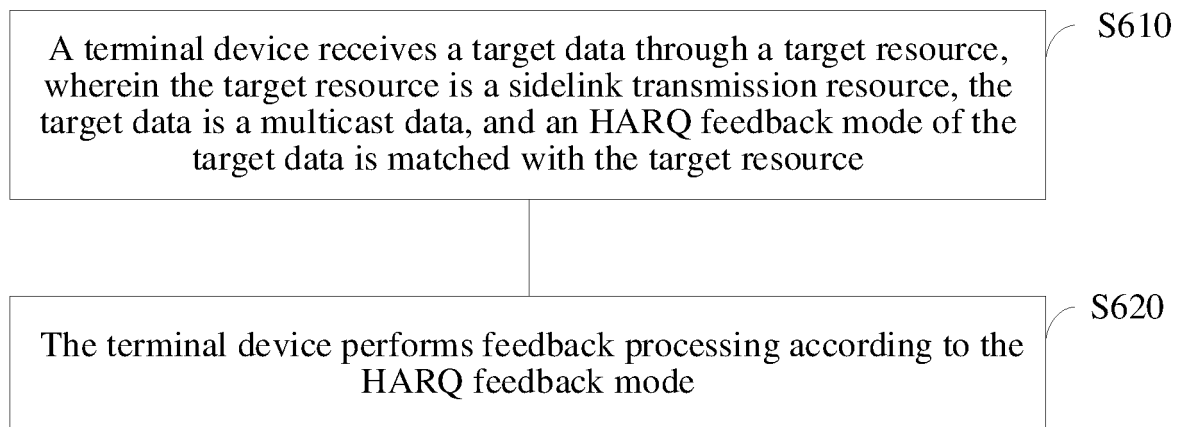 S610
A terminal device receives a target data through a target resource,
wherein the target resource is a sidelink transmission resource, the
target data is a multicast data, and an HARQ feedback mode of the
target data is matched with the target resource
S620
The terminal device performs feedback processing according to the
HARQ feedback mode